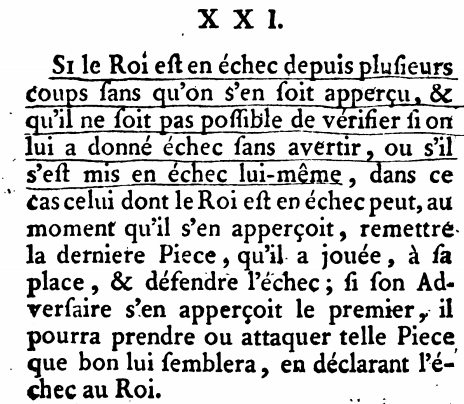 XXI.
SI le Roi eſt en échec depuis pluſieurs
coups ſans qu'on s'en ſoit apperçu, &
qu'il ne ſoit pas poſſible de vérifier ſi on
lui a donné échec ſans avertir, ou s'il
s'eſt mis en échec lui-même, dans ce
cas celui dont le Roi eſt en échec peut, au
moment qu'il s'en apperçoit, remettre
la derniere Piece, qu'il a jouée, à ſa
place, & défendre l'échec; ſi ſon Ad-
verſaire s'en apperçoit le premier, il
pourra prendre ou attaquer telle Piece
que bon lui ſemblera, en déclarant l'é-
chec au Roi.